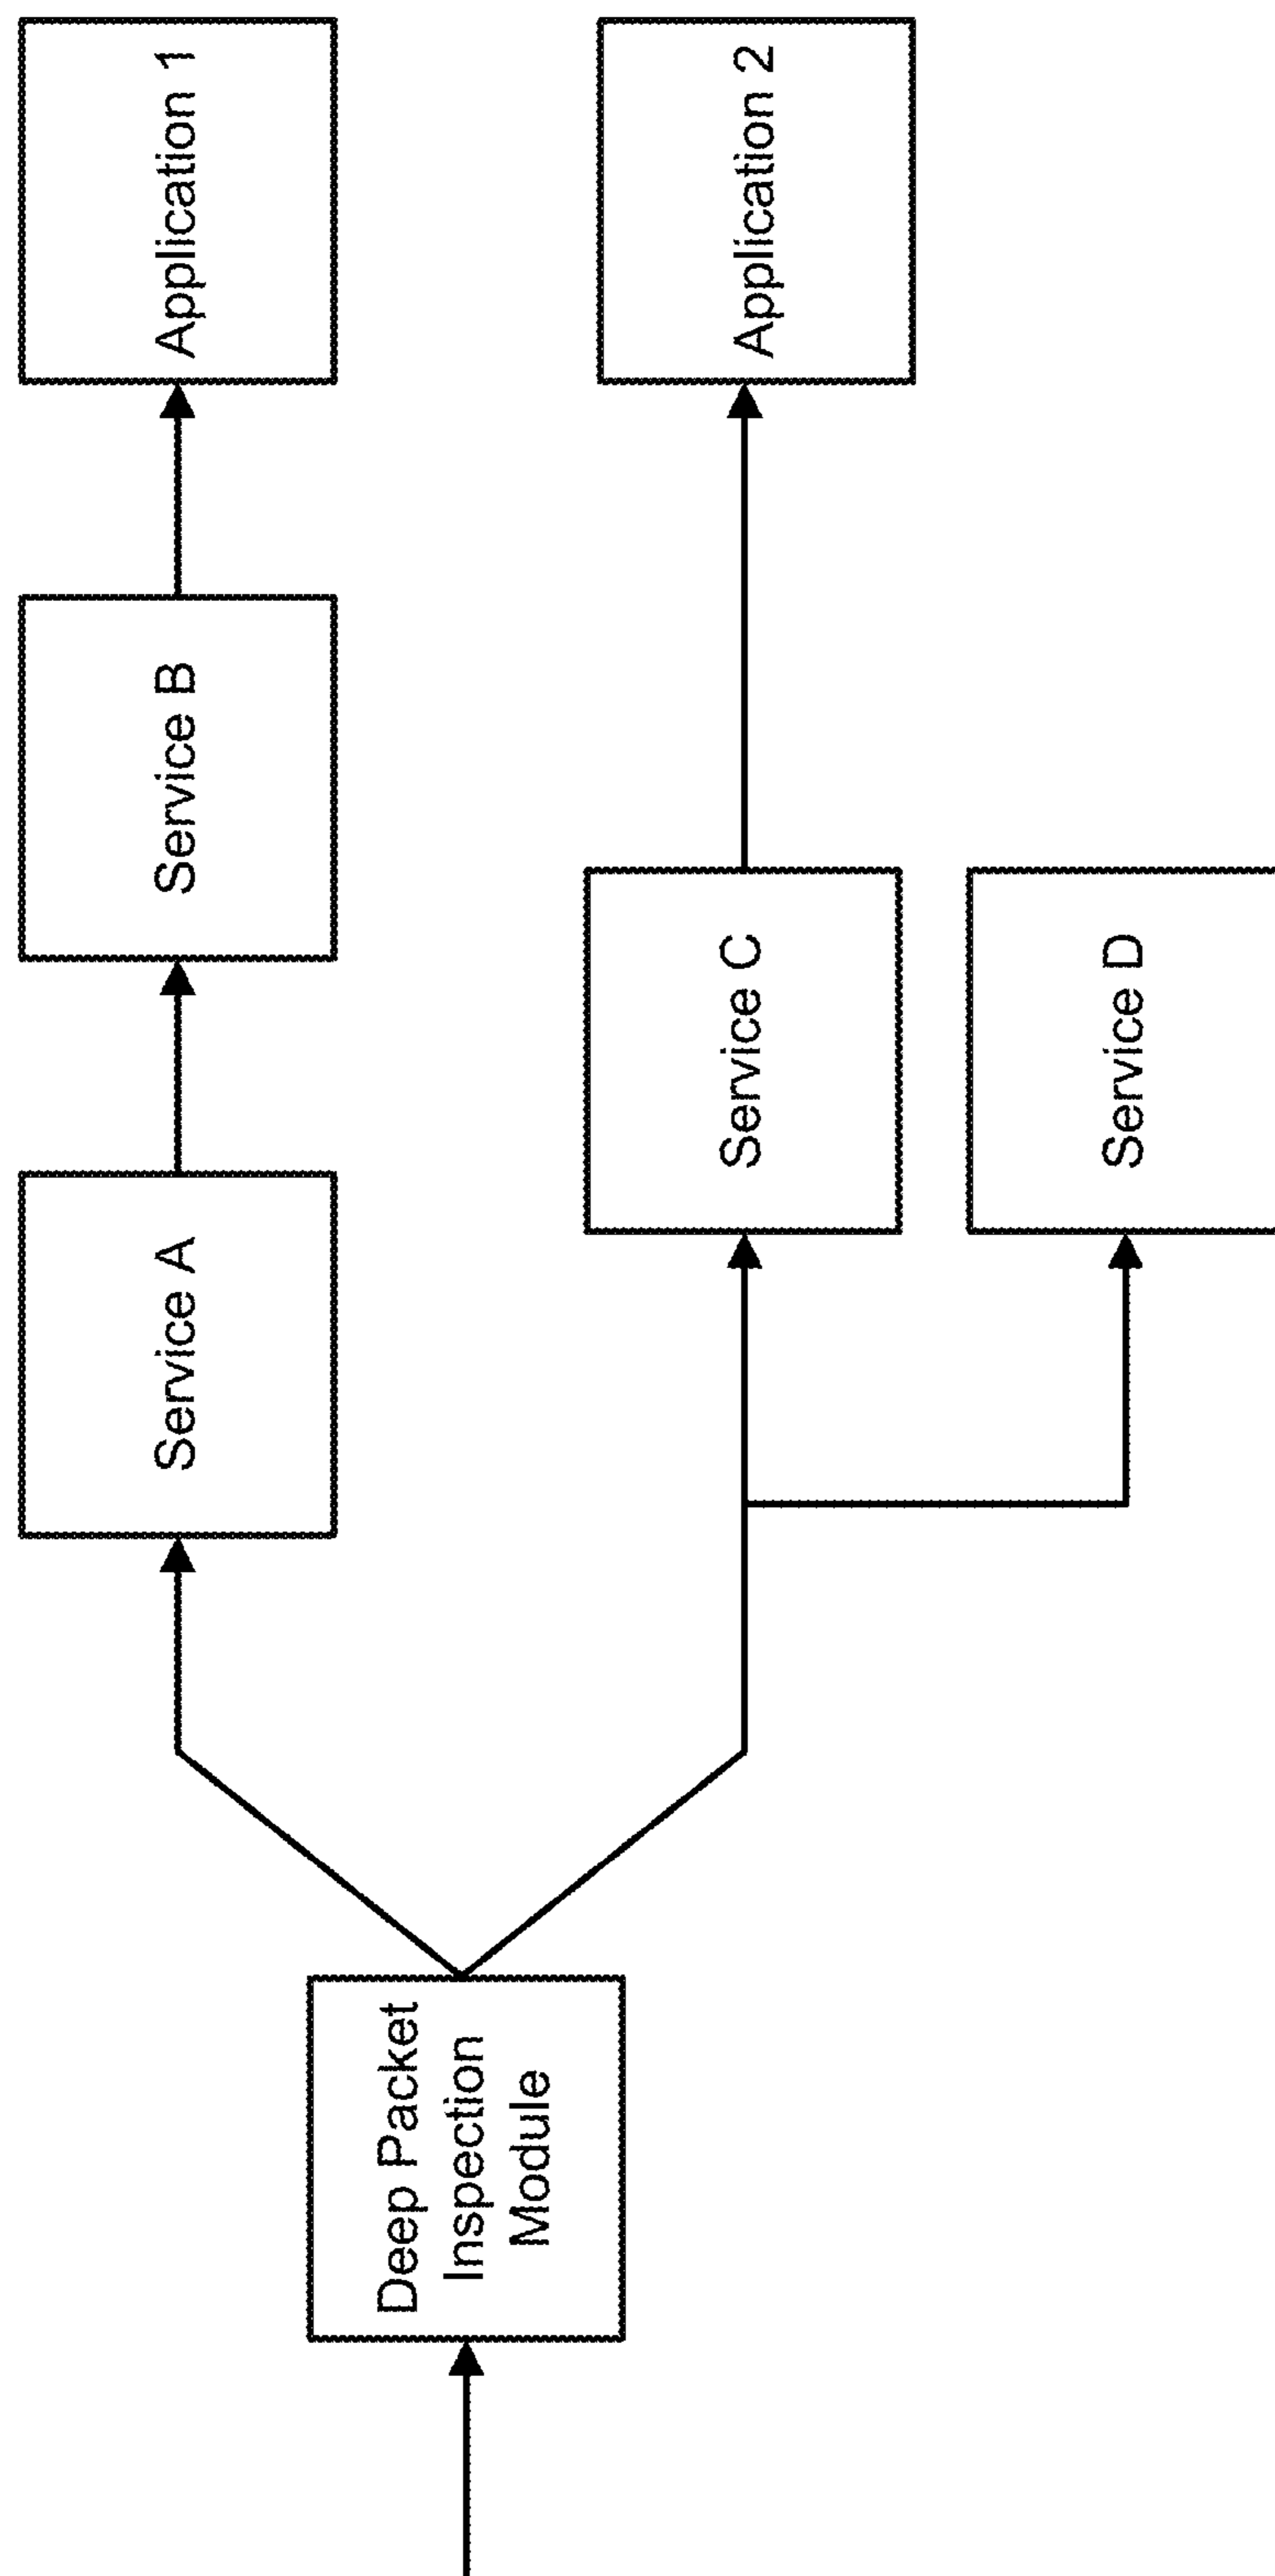 Deep Packet
Inspection
Module
Service A
Service B
Application 1
Service C
Application 2
Service D